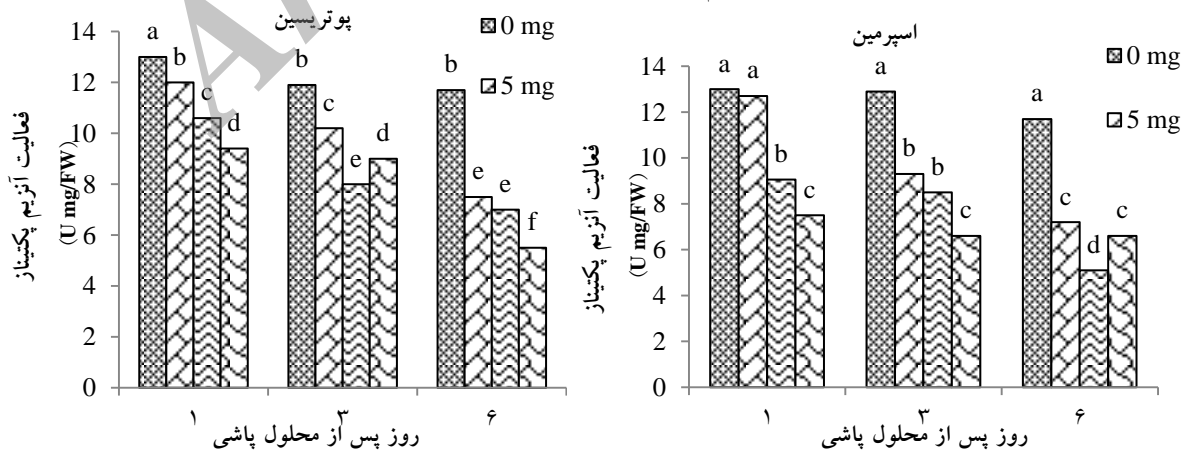 پوتریسین
0 mg
5 mg
14
12
10
8
6
4
2
0
a b c d
b c e d
b e e f
۱ ۳ ۶
روز پس از محلول پاشی
فعالیت آنزیم پکتیناز
(U mg/FW)
اسپرمین
0 mg
5 mg
14
12
10
8
6
4
2
0
a a b c
a b b c
a c d c
۱ ۳ ۶
روز پس از محلول پاشی
فعالیت آنزیم پکتیناز
(U mg/FW)